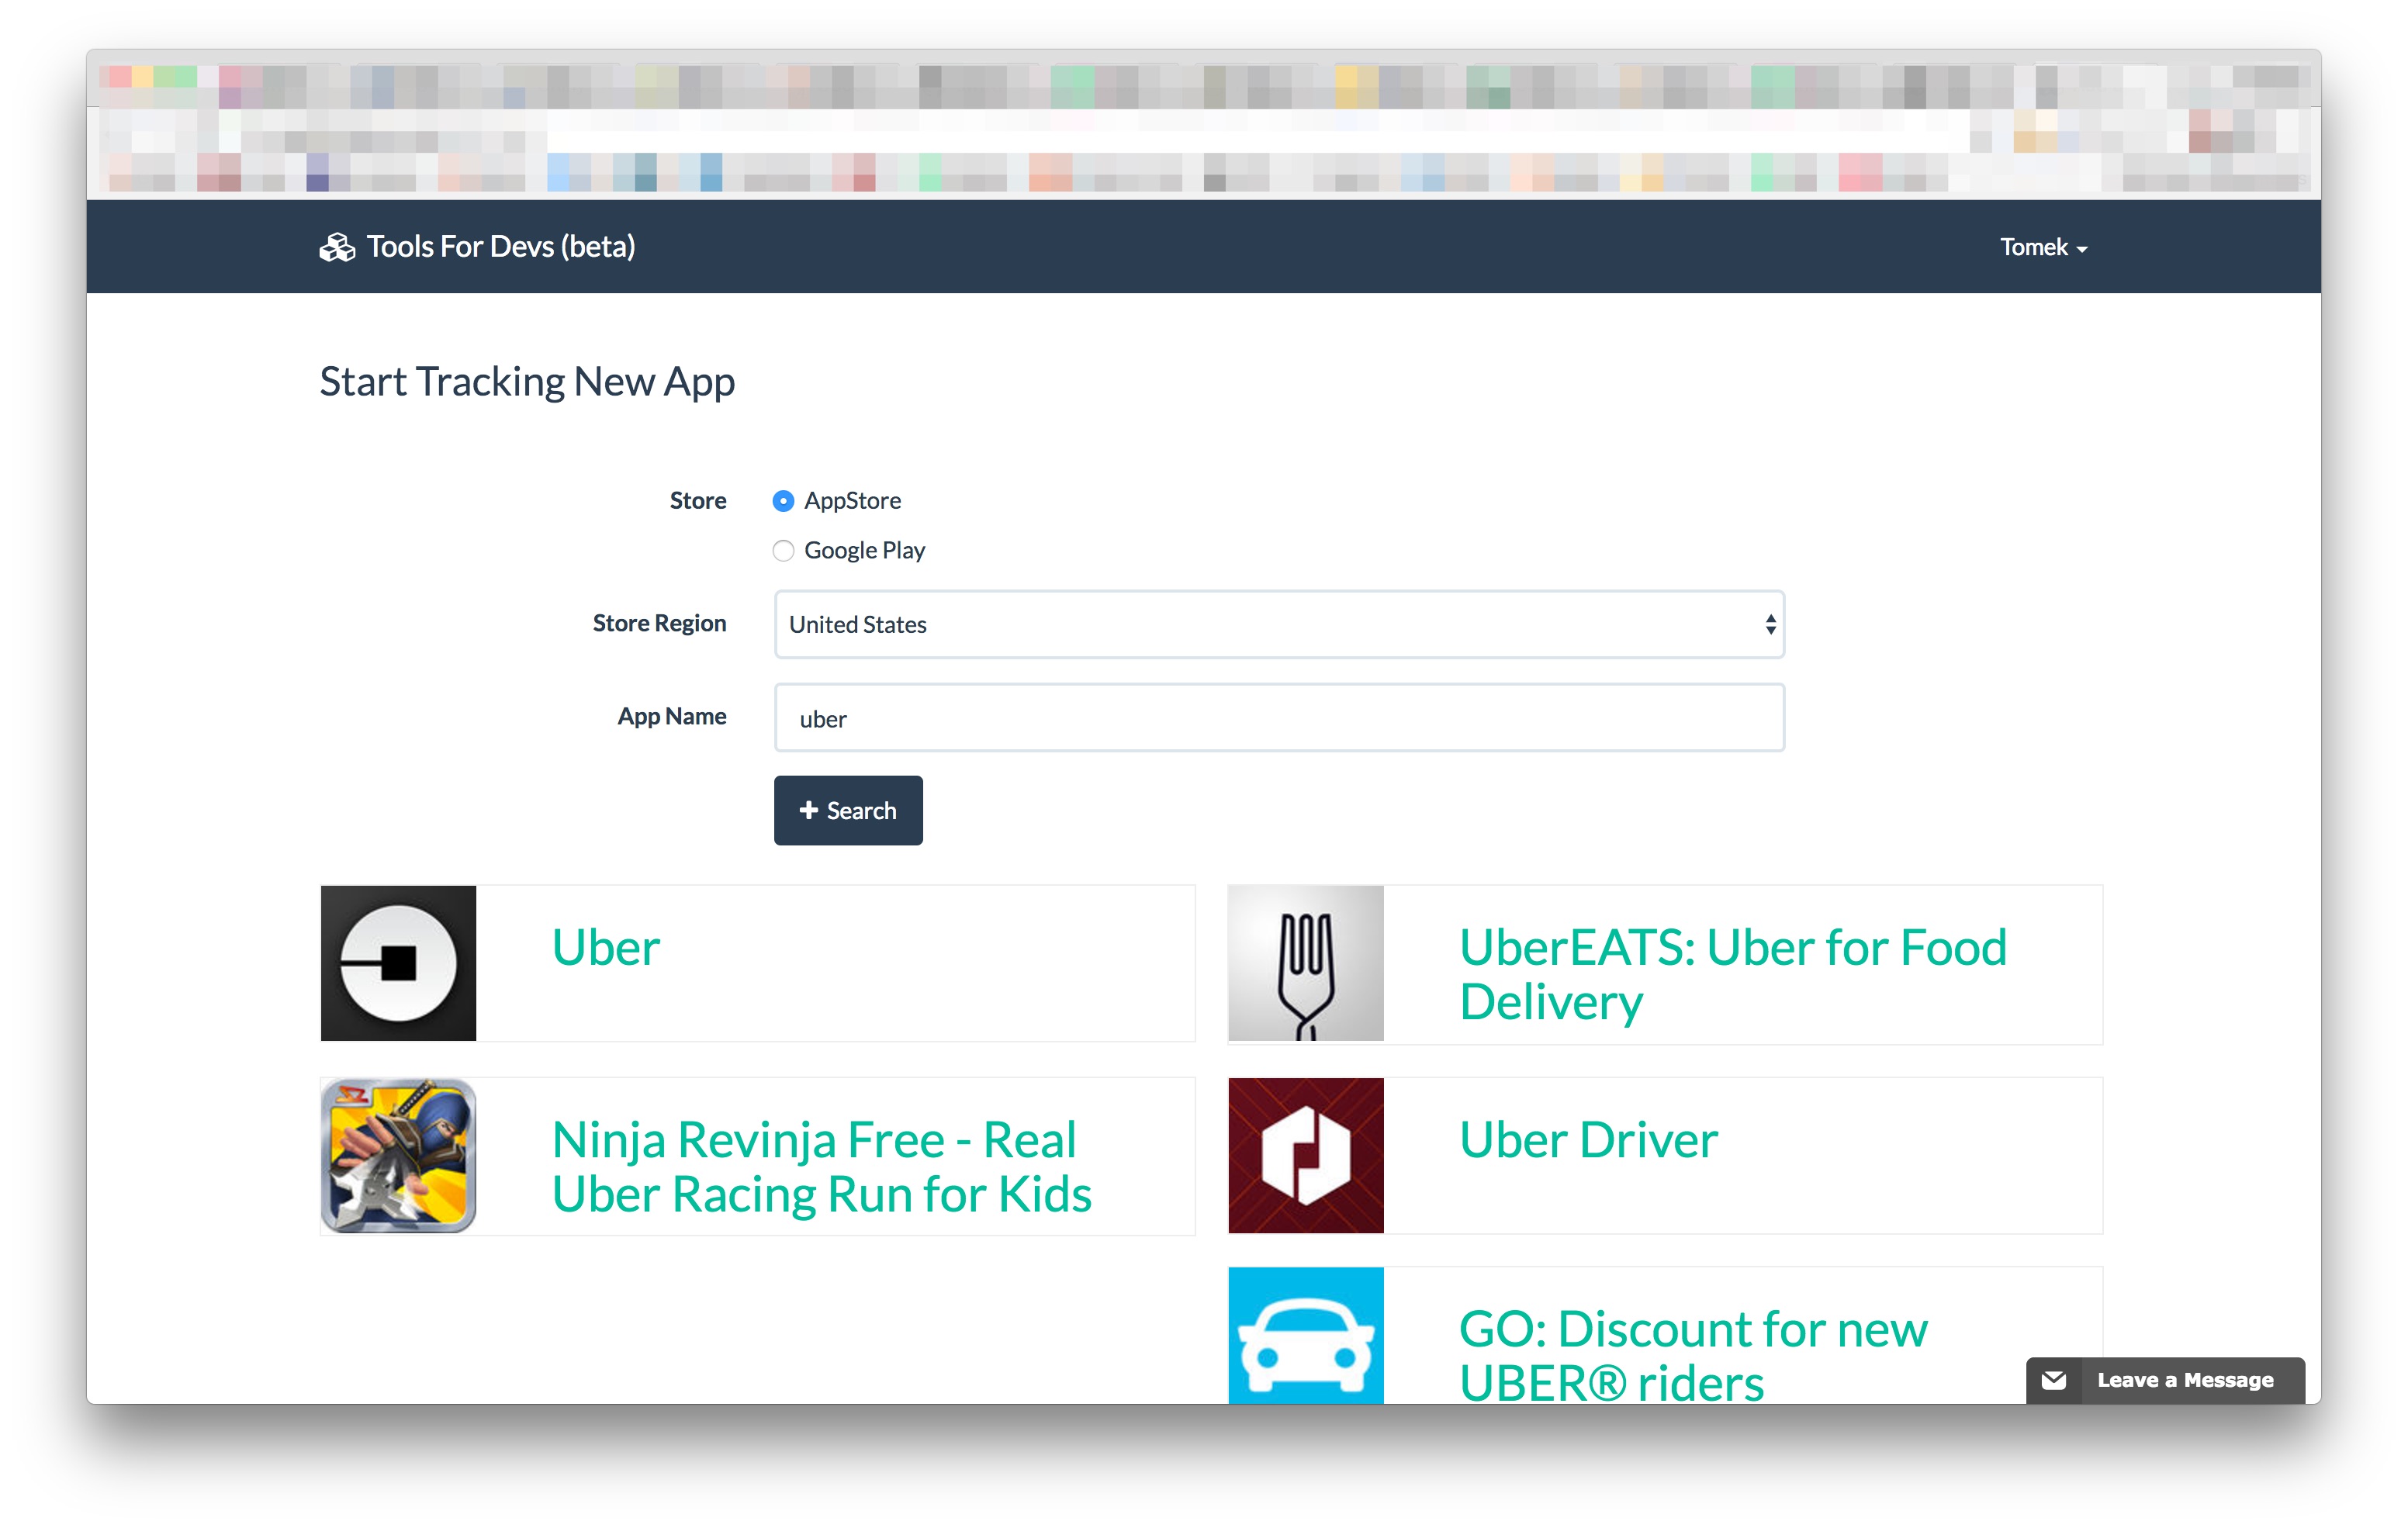 Tools For Devs (beta)
Tomek
Start Tracking New App
Store
AppStore
Google Play
Store Region
United States
App Name
uber
Search
Uber
UberEATS: Uber for Food
Delivery
Ninja Revinja Free - Real
Uber Racing Run for Kids
Uber Driver
GO: Discount for new
UBER® riders
Leave a Message